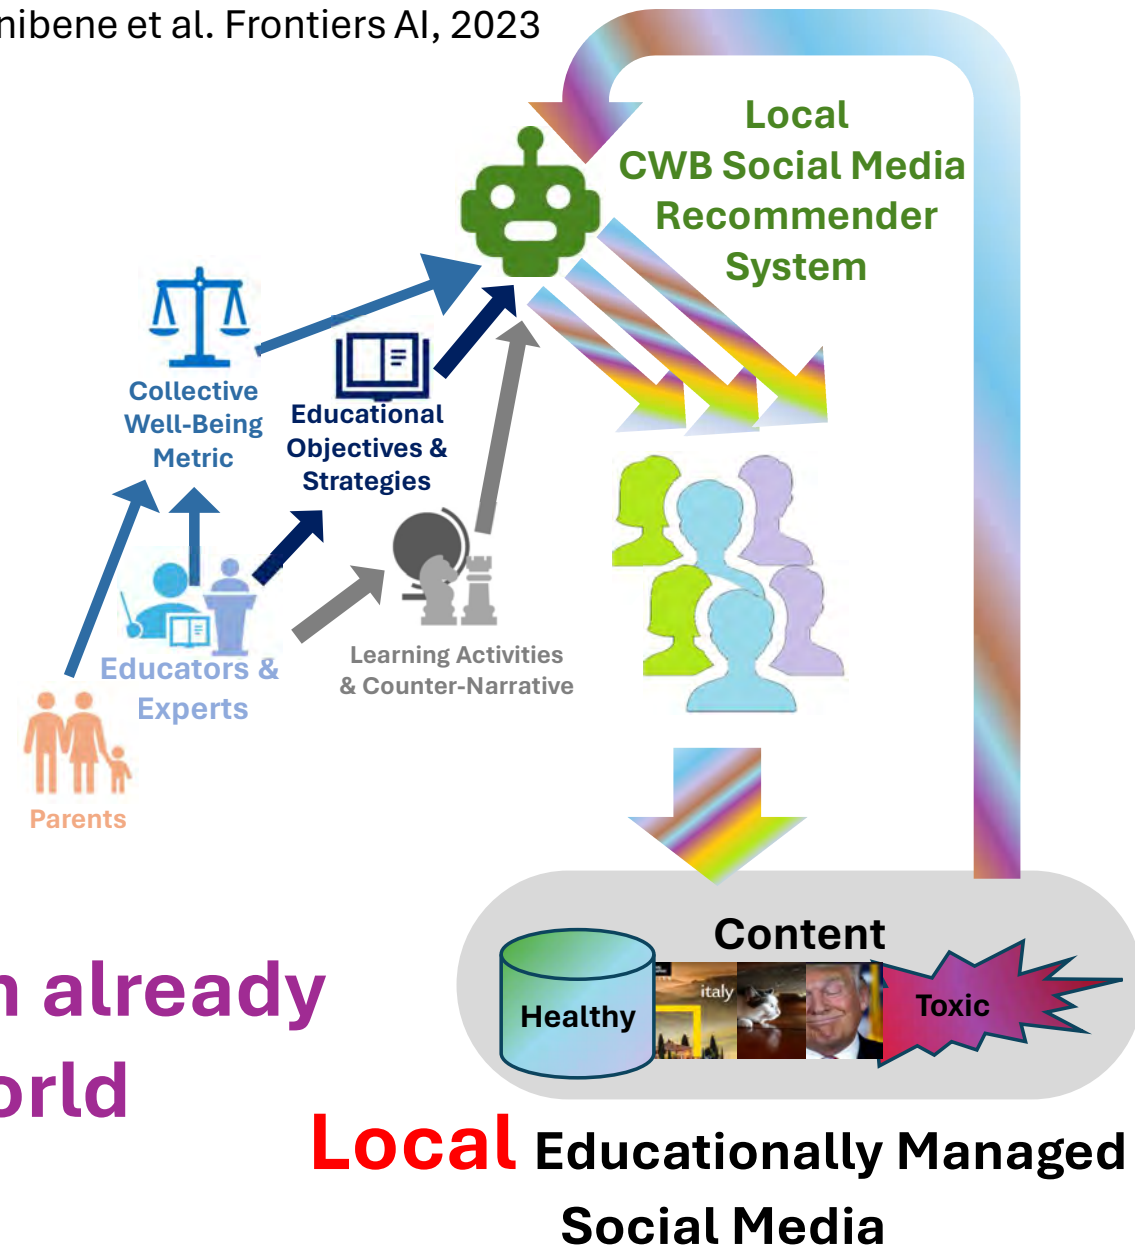 nibene et al. Frontiers AI, 2023
Local
CWB Social Media
Recommender
System
Collective
Well-Being
Metric
Educational
Objectives &
Strategies
Educators &
Experts
Learning Activities
& Counter-Narrative
Parents
Content
Healthy
italy
Toxic
n already
orld
Local Educationally Managed
Social Media